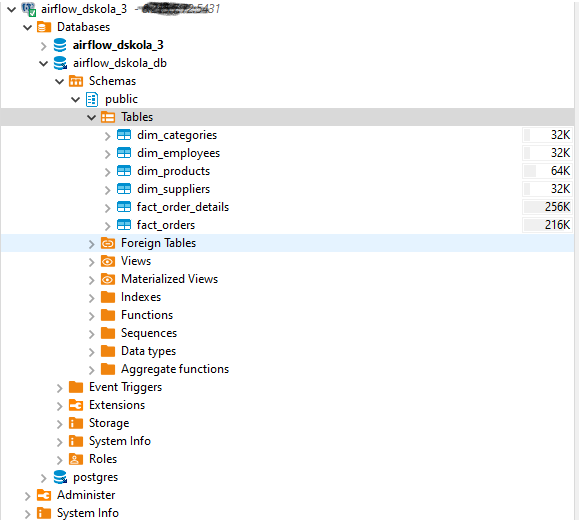 airflow_dskola_3
Databases
airflow_dskola_3
airflow_dskola_db
Schemas
public
Tables
dim_categories 32K
dim_employees 32K
dim_products 64K
dim_suppliers 32K
fact_order_details 256K
fact_orders 216K
Foreign Tables
Views
Materialized Views
Indexes
Functions
Sequences
Data types
Aggregate functions
Event Triggers
Extensions
Storage
System Info
Roles
postgres
Administer
System Info